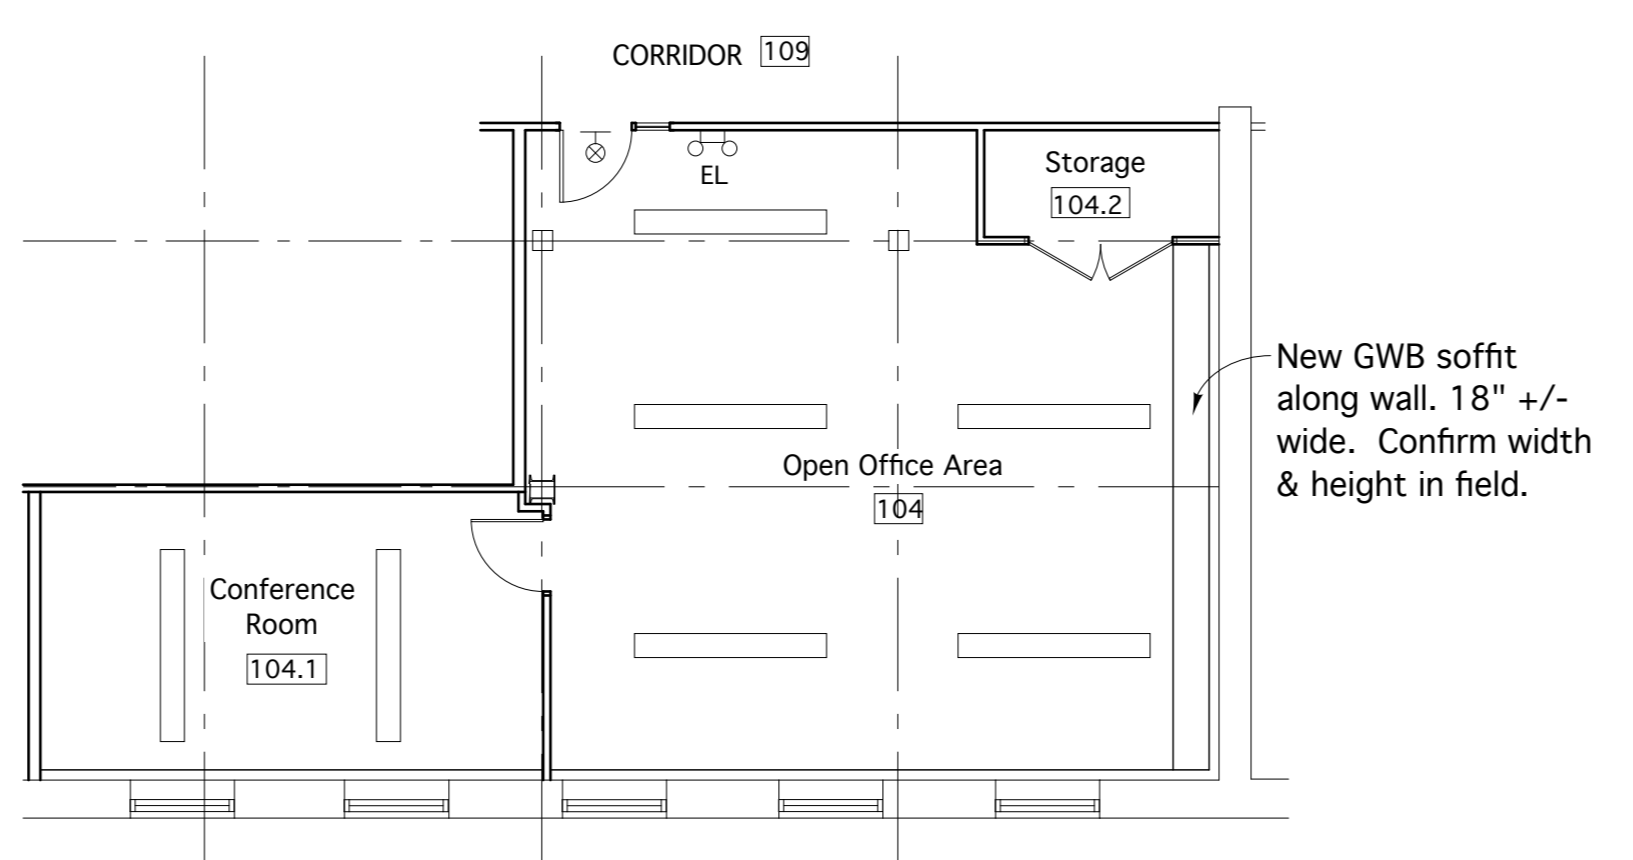 CORRIDOR 109
EL
Storage
104.2
New GWB soffit
along wall. 18" +/-
wide. Confirm width
& height in field.
Open Office Area
104
Conference
Room
104.1